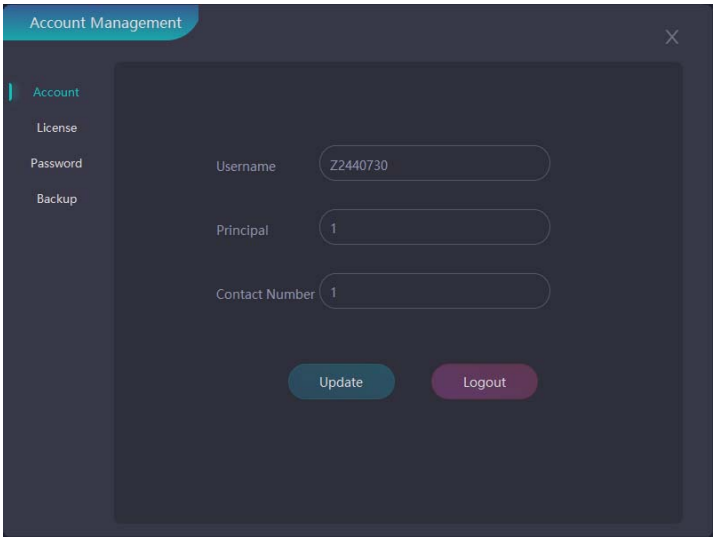 Account Management
X
Account
License
Password
Backup
Username
Z2440730
Principal
1
Contact Number
1
Update
Logout